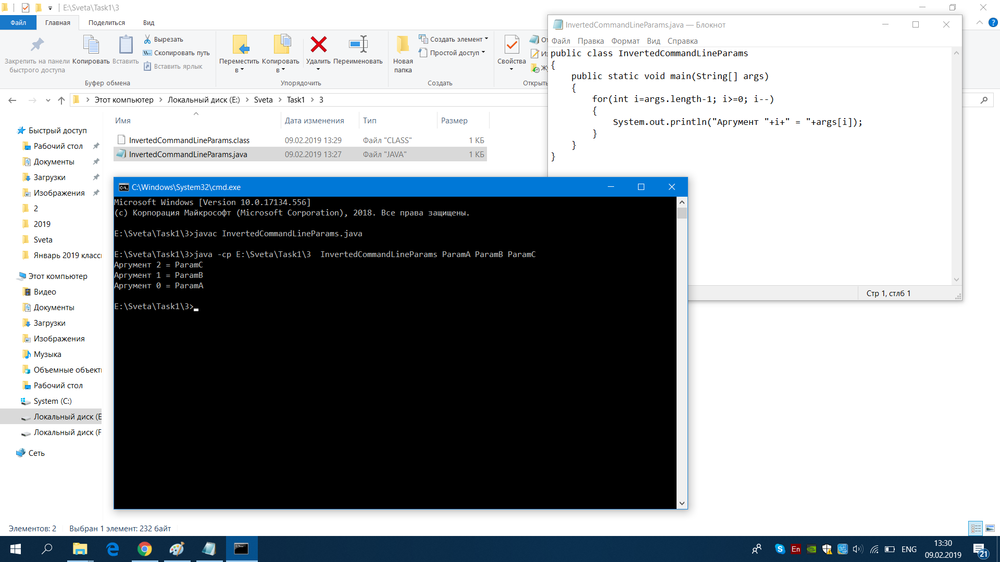 E:\Sveta\Task1\3
Файл Главная Поделиться Вид
Закрепить на панели быстрого доступа
Копировать
Вставить
Вырезать
Скопировать путь
Вставить ярлык
Буфер обмена
Переместить в
Копировать в
Удалить
Переименовать
Упорядочить
Новая папка
Создать элемент
Простой доступ
Создать
Свойства
Открыть
Этот компьютер > Локальный диск (E:) > Sveta > Task1 > 3
Имя Дата изменения Тип Размер
InvertedCommandLineParams.class 09.02.2019 13:29 Файл "CLASS" 1 КБ
InvertedCommandLineParams.java 09.02.2019 13:27 Файл "JAVA" 1 КБ
Быстрый доступ
Рабочий стол
Документы
Загрузки
Изображения
2
2019
Sveta
Январь 2019 класс
Этот компьютер
Видео
Документы
Загрузки
Изображения
Музыка
Объемные объект
Рабочий стол
System (C:)
Локальный диск (E
Локальный диск (F
Сеть
Элементов: 2 Выбран 1 элемент: 232 байт
InvertedCommandLineParams.java — Блокнот
Файл Правка Формат Вид Справка
public class InvertedCommandLineParams
{
public static void main(String[] args)
{
for(int i=args.length-1; i>=0; i--)
{
System.out.println("Аргумент "+i+" = "+args[i]);
}
}
}
Стр 1, стлб 1
C:\Windows\System32\cmd.exe
Microsoft Windows [Version 10.0.17134.556]
(c) Корпорация Майкрософт (Microsoft Corporation), 2018. Все права защищены.
E:\Sveta\Task1\3>javac InvertedCommandLineParams.java
E:\Sveta\Task1\3>java -cp E:\Sveta\Task1\3  InvertedCommandLineParams ParamA ParamB ParamC
Аргумент 2 = ParamC
Аргумент 1 = ParamB
Аргумент 0 = ParamA
E:\Sveta\Task1\3>
En
ENG
13:30
09.02.2019
21